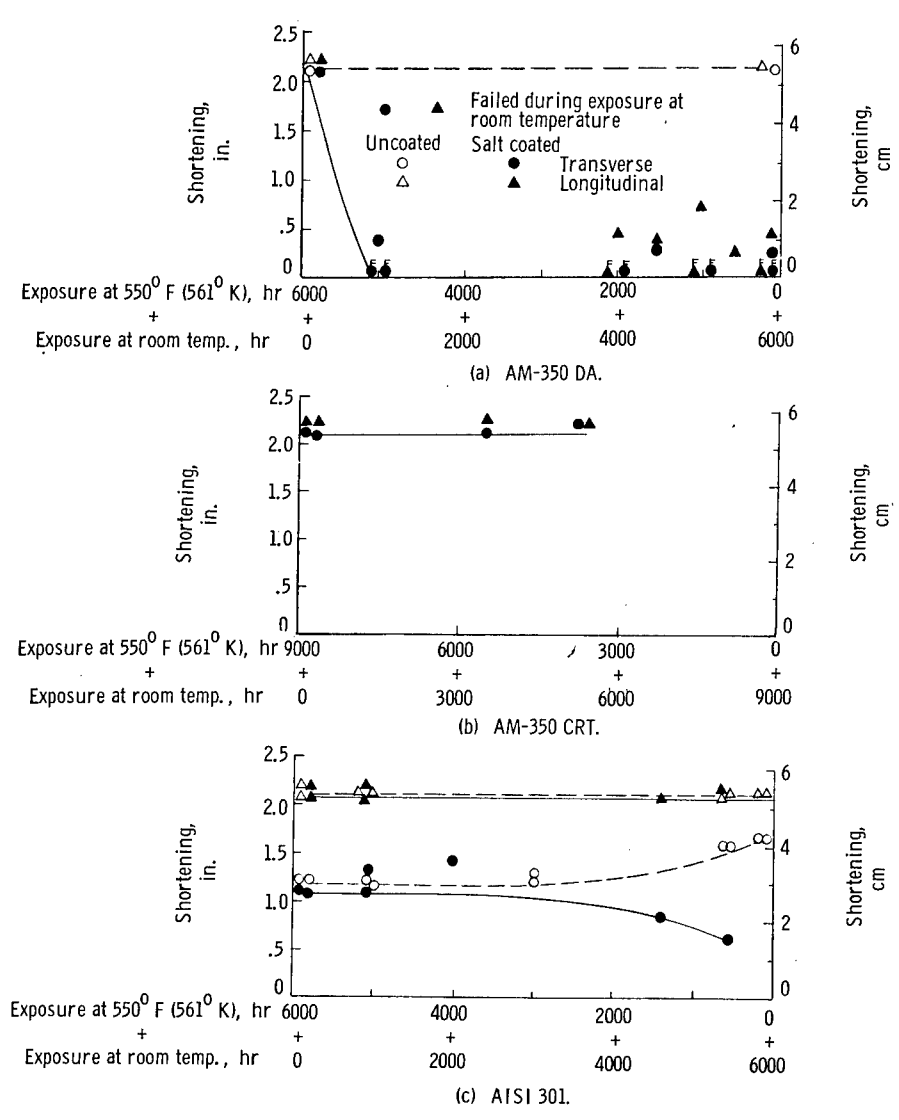 2.5
2.0
1.5
1.0
.5
0
Shortening,
in.
6
4
2
0
Shortening,
cm
Failed during exposure at
room temperature
Uncoated Salt coated
Transverse
Longitudinal
F F F F F F F F
Exposure at 550⁰ F (561⁰ K), hr 6000 4000 2000 0
+ + + + +
Exposure at room temp., hr 0 2000 4000 6000
(a) AM-350 DA.
2.5
2.0
1.5
1.0
.5
0
Shortening,
in.
6
4
2
0
Shortening,
cm
Exposure at 550⁰ F (561⁰ K), hr 9000 6000 3000 0
+ + + + +
Exposure at room temp., hr 0 3000 6000 9000
(b) AM-350 CRT.
2.5
2.0
1.5
1.0
.5
0
Shortening,
in.
6
4
2
0
Shortening,
cm
Exposure at 550⁰ F (561⁰ K), hr 6000 4000 2000 0
+ + + + +
Exposure at room temp., hr 0 2000 4000 6000
(c) AISI 301.